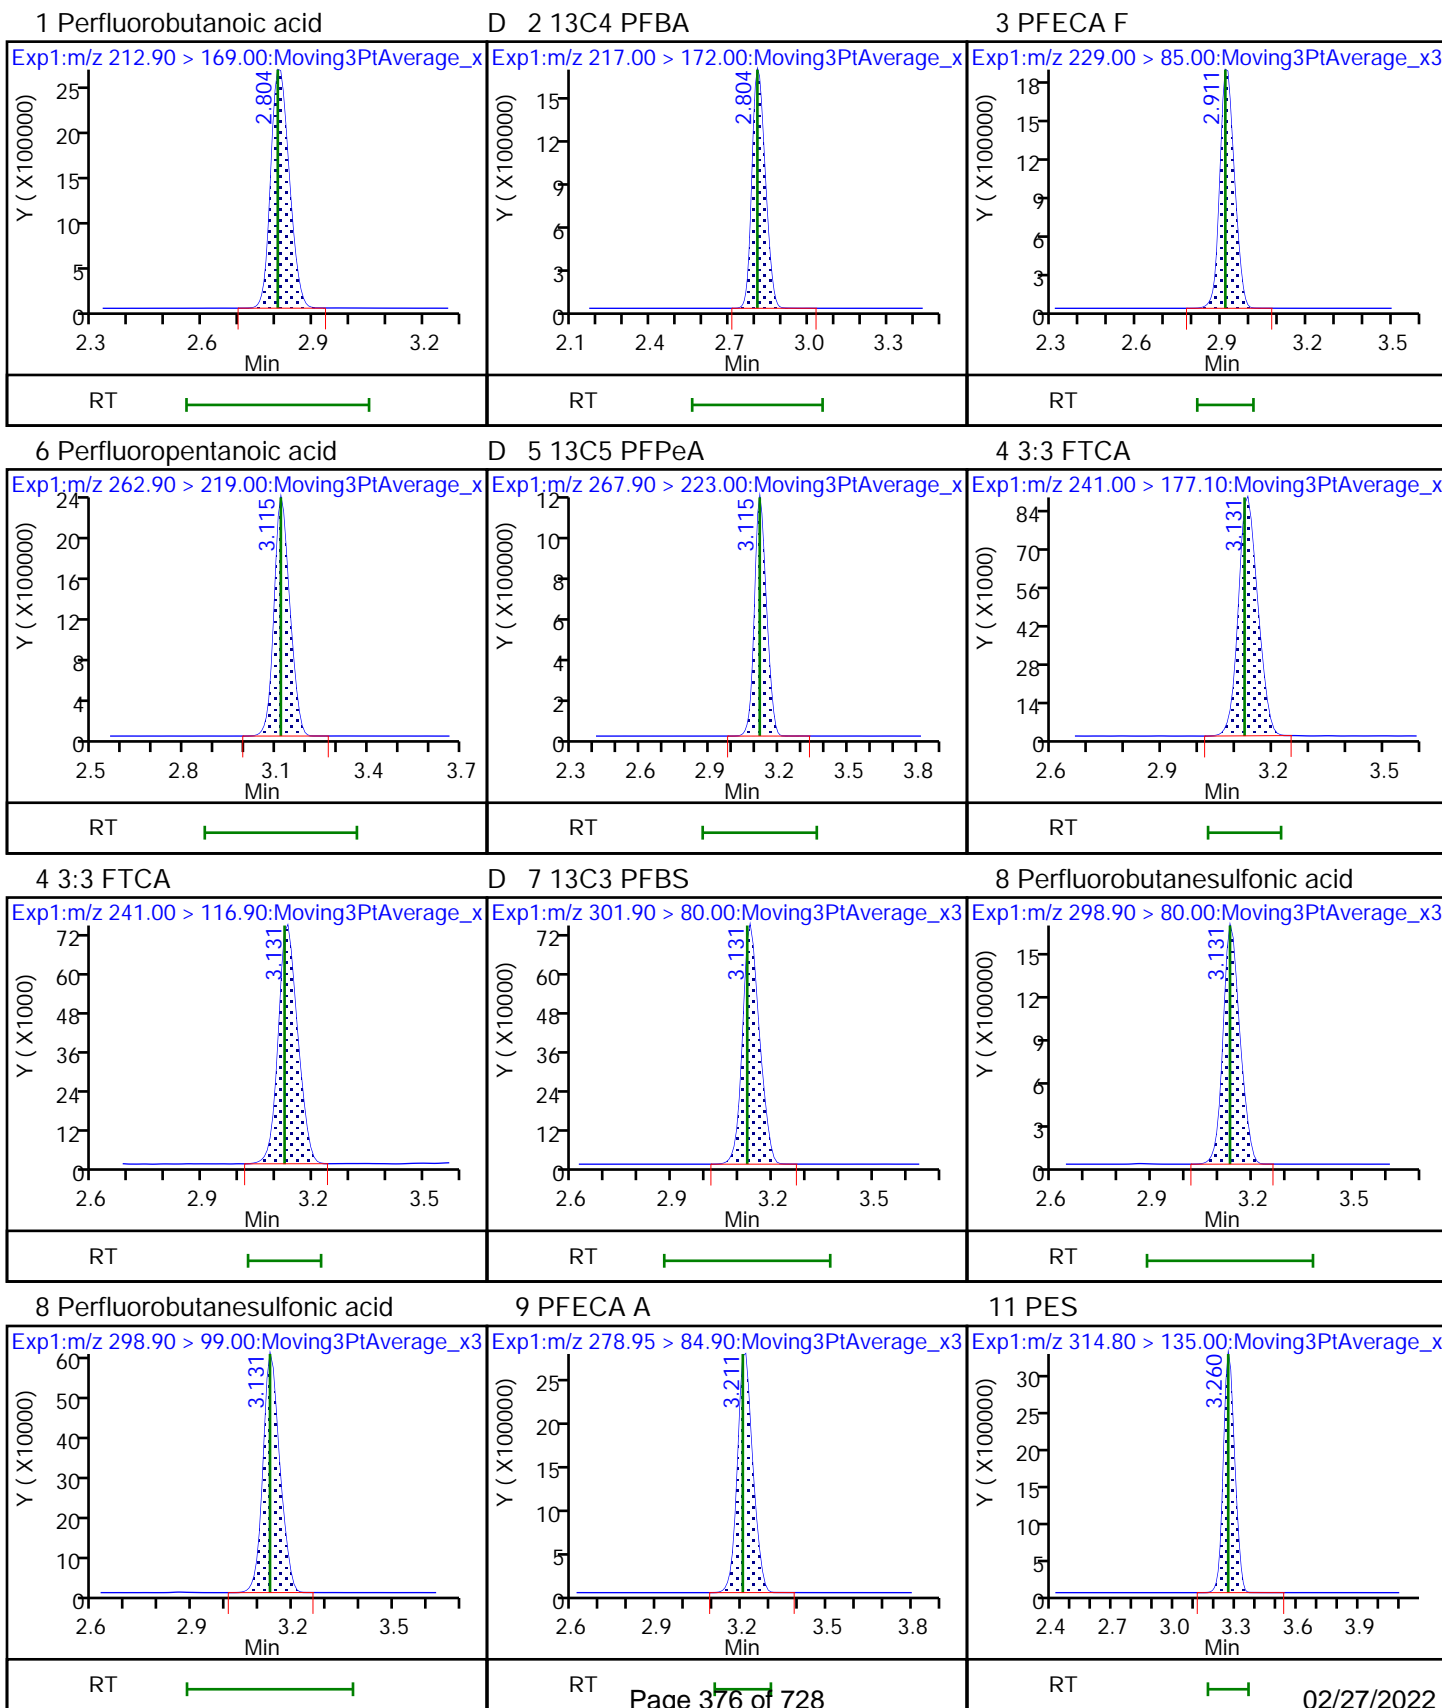 1 Perfluorobutanoic acid
D 2 13C4 PFBA
3 PFECA F
Exp1:m/z 212.90 > 169.00:Moving3PtAverage_x
Exp1:m/z 217.00 > 172.00:Moving3PtAverage_x
Exp1:m/z 229.00 > 85.00:Moving3PtAverage_x3
2.804
2.804
2.911
Y ( X100000)
25
20
15
10
5
0
Y ( X100000)
15
12
9
6
3
0
Y ( X100000)
18
15
12
9
6
3
0
2.3 2.6 2.9 3.2
2.1 2.4 2.7 3.0 3.3
2.3 2.6 2.9 3.2 3.5
Min
Min
Min
RT
RT
RT
6 Perfluoropentanoic acid
D 5 13C5 PFPeA
4 3:3 FTCA
Exp1:m/z 262.90 > 219.00:Moving3PtAverage_x
Exp1:m/z 267.90 > 223.00:Moving3PtAverage_x
Exp1:m/z 241.00 > 177.10:Moving3PtAverage_x
3.115
3.115
3.131
Y ( X100000)
24
20
16
12
8
4
0
Y ( X100000)
12
10
8
6
4
2
0
Y ( X1000)
84
70
56
42
28
14
0
2.5 2.8 3.1 3.4 3.7
2.3 2.6 2.9 3.2 3.5 3.8
2.6 2.9 3.2 3.5
Min
Min
Min
RT
RT
RT
4 3:3 FTCA
D 7 13C3 PFBS
8 Perfluorobutanesulfonic acid
Exp1:m/z 241.00 > 116.90:Moving3PtAverage_x
Exp1:m/z 301.90 > 80.00:Moving3PtAverage_x3
Exp1:m/z 298.90 > 80.00:Moving3PtAverage_x3
3.131
3.131
3.131
Y ( X1000)
72
60
48
36
24
12
0
Y ( X10000)
72
60
48
36
24
12
0
Y ( X100000)
15
12
9
6
3
0
2.6 2.9 3.2 3.5
2.6 2.9 3.2 3.5
2.6 2.9 3.2 3.5
Min
Min
Min
RT
RT
RT
8 Perfluorobutanesulfonic acid
9 PFECA A
11 PES
Exp1:m/z 298.90 > 99.00:Moving3PtAverage_x3
Exp1:m/z 278.95 > 84.90:Moving3PtAverage_x3
Exp1:m/z 314.80 > 135.00:Moving3PtAverage_x
3.131
3.211
3.260
Y ( X10000)
60
50
40
30
20
10
0
Y ( X100000)
25
20
15
10
5
0
Y ( X100000)
30
25
20
15
10
5
0
2.6 2.9 3.2 3.5
2.6 2.9 3.2 3.5 3.8
2.4 2.7 3.0 3.3 3.6 3.9
Min
Min
Min
RT
RT
RT
Page 376 of 728
02/27/2022